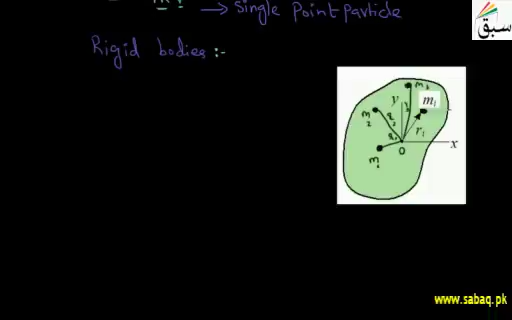 → Single Point Particle
سبق
Rigid bodies :-
m₃
y
mᵢ
m₂
rᵢ
x
O
m₁
www.sabaq.pk